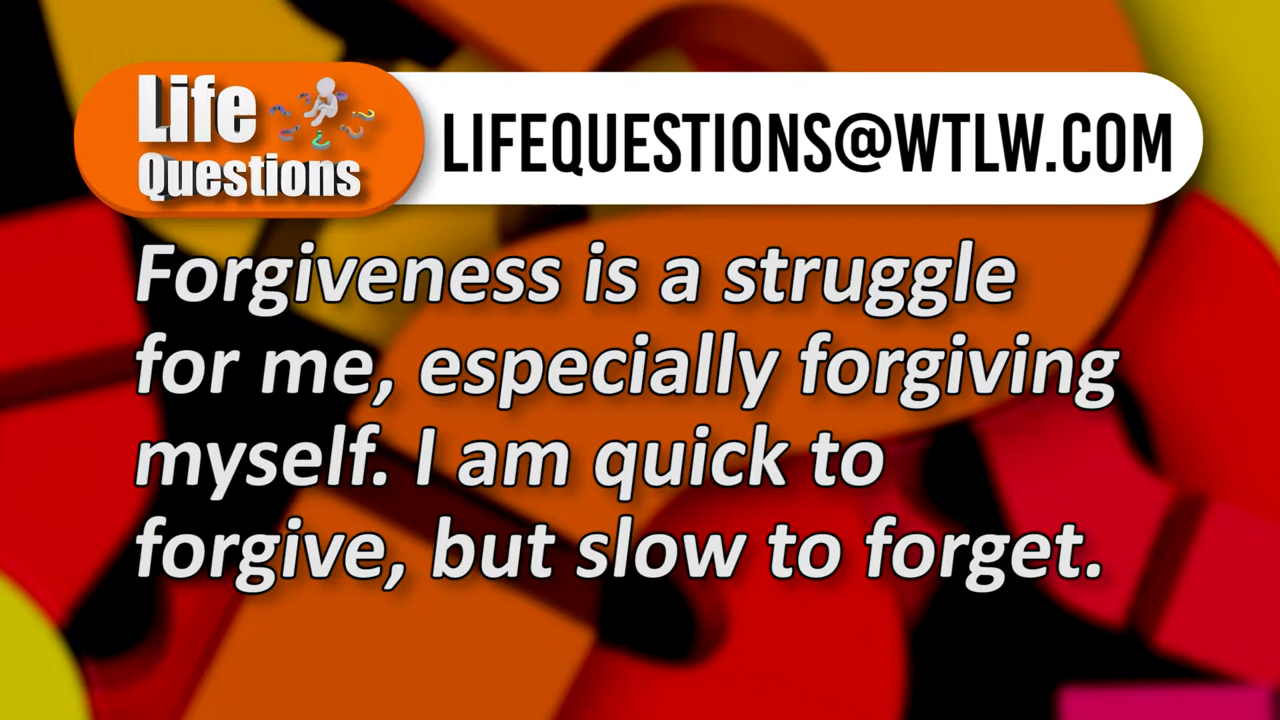 Life
Questions
LIFEQUESTIONS@WTLW.COM
Forgiveness is a struggle
for me, especially forgiving
myself. I am quick to
forgive, but slow to forget.